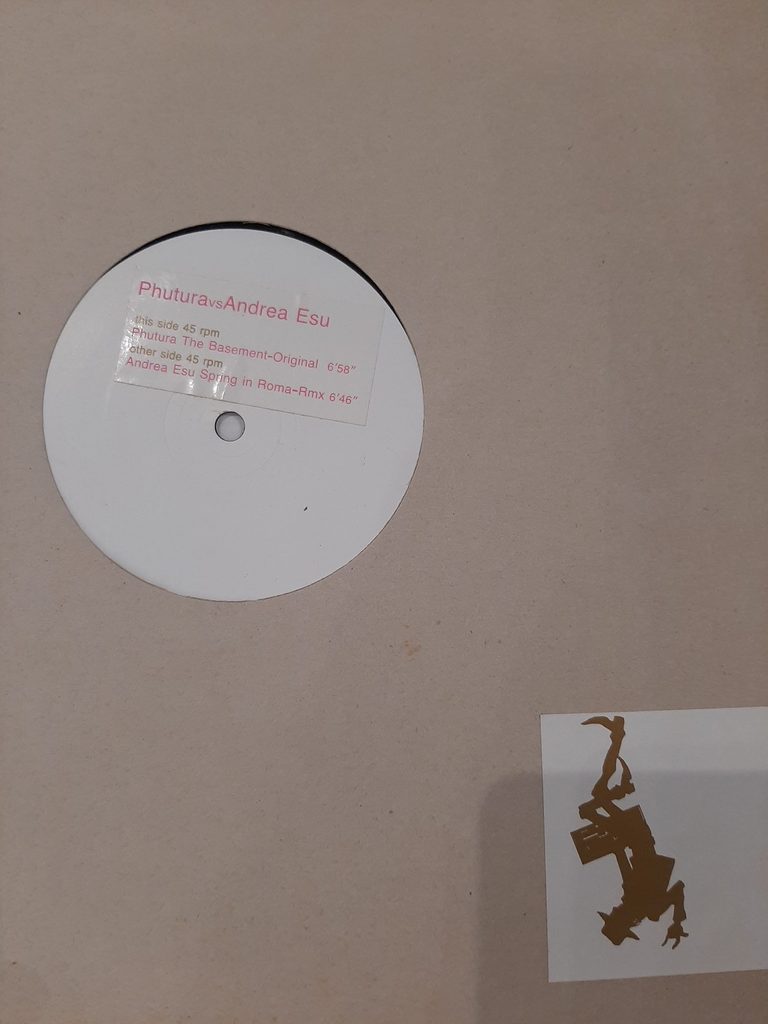 PhuturavsAndrea Esu
this side 45 rpm
Phutura The Basement-Original 6'58"
other side 45 rpm
Andrea Esu Spring in Roma-Rmx 6'46"